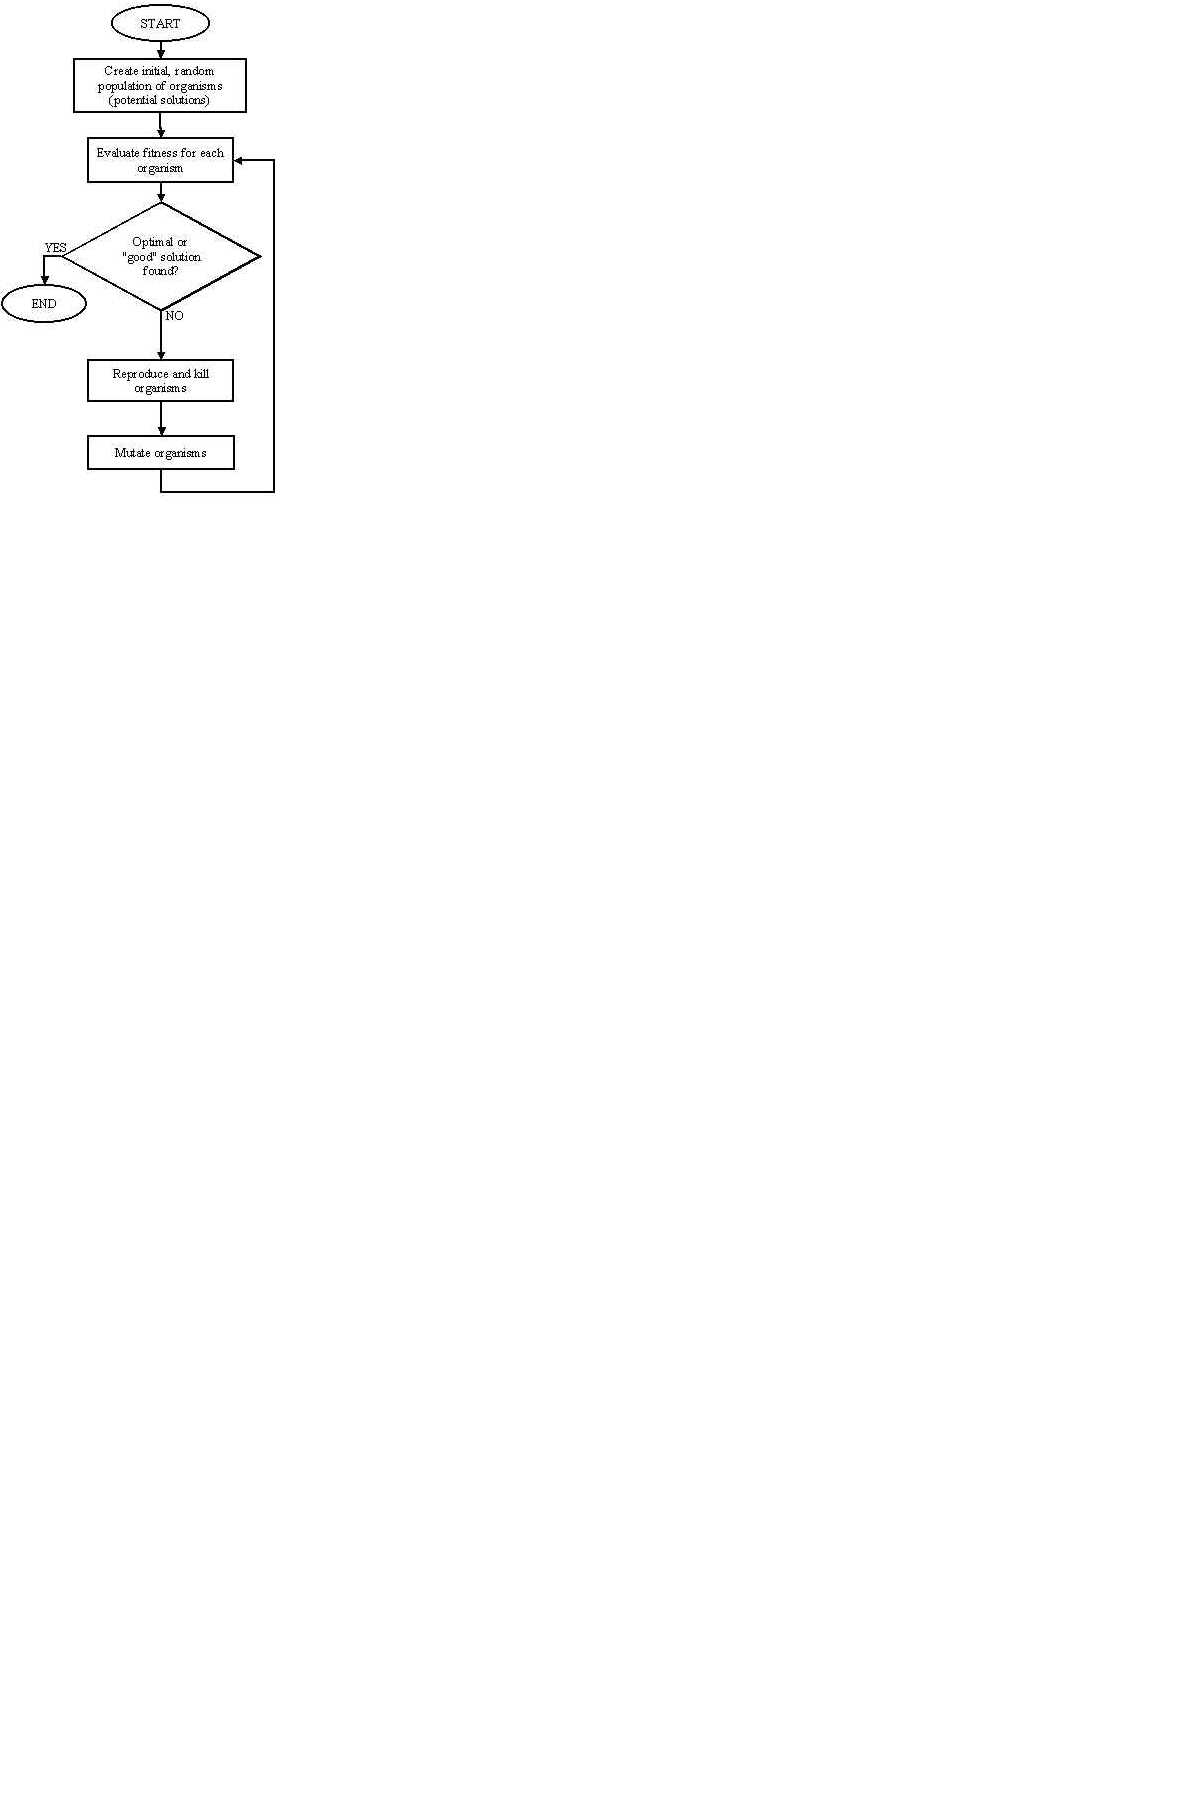 START
Create initial, random
population of organisms
(potential solutions)
Evaluate fitness for each
organism
Optimal or
"good" solution
found?
YES
END
NO
Reproduce and kill
organisms
Mutate organisms